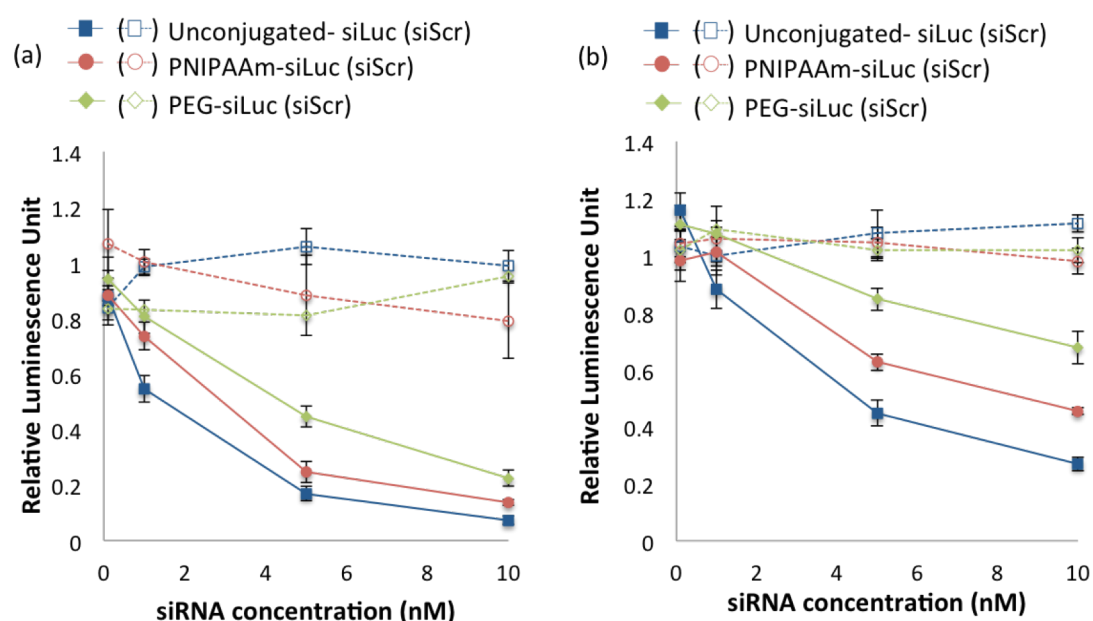 (a)
( ) Unconjugated- siLuc (siScr)
( ) PNIPAAm-siLuc (siScr)
( ) PEG-siLuc (siScr)
Relative Luminescence Unit
1.4
1.2
1
0.8
0.6
0.4
0.2
0
0 2 4 6 8 10
siRNA concentration (nM)
(b)
( ) Unconjugated- siLuc (siScr)
( ) PNIPAAm-siLuc (siScr)
( ) PEG-siLuc (siScr)
Relative Luminescence Unit
1.4
1.2
1
0.8
0.6
0.4
0.2
0
0 2 4 6 8 10
siRNA concentration (nM)